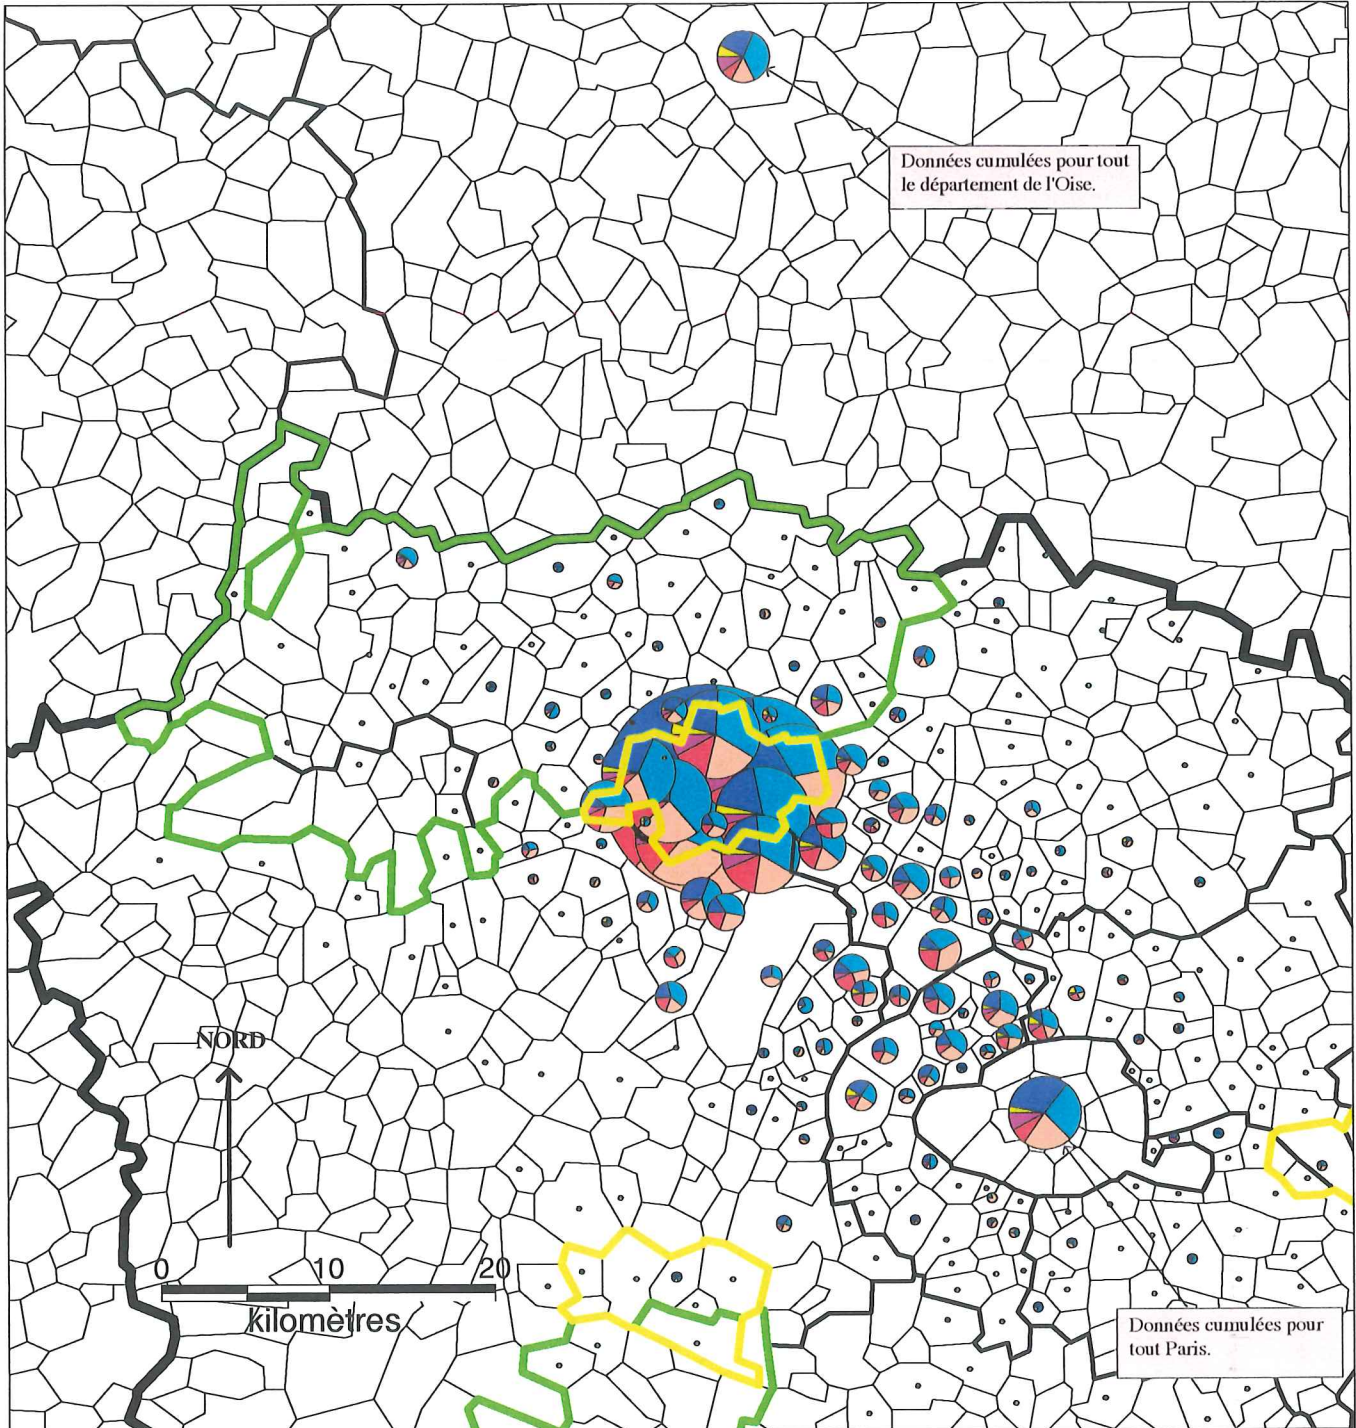 Données cumulées pour tout
le département de l'Oise.
NORD
0 10 20
kilomètres
Données cumulées pour
tout Paris.